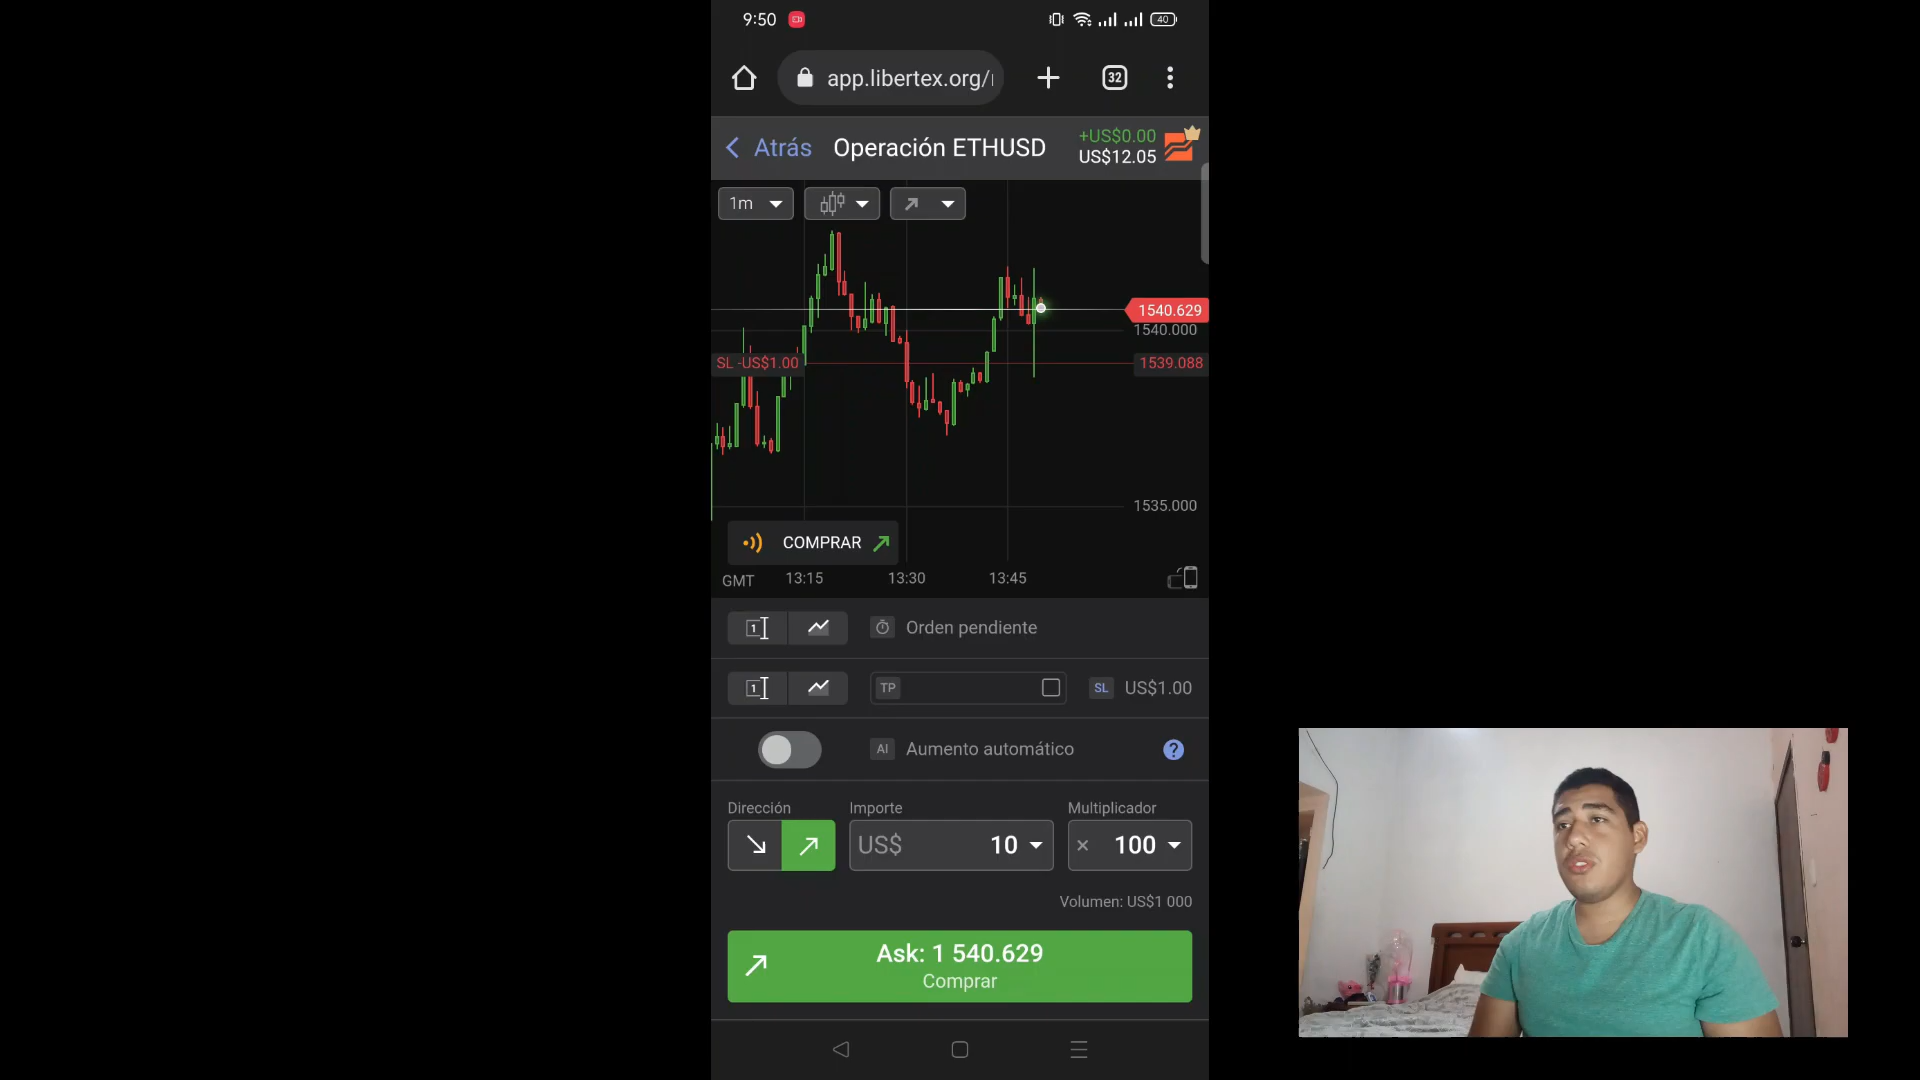 9:50
40
app.libertex.org/
32
Atrás
Operación ETHUSD
+US$0.00
US$12.05
1m
1540.629
1540.000
SL -US$1.00
1539.088
1535.000
COMPRAR
GMT
13:15
13:30
13:45
1
Orden pendiente
1
TP
SL
US$1.00
AI
Aumento automático
?
Dirección
Importe
Multiplicador
US$ 10
× 100
Volumen: US$1 000
Ask: 1 540.629
Comprar